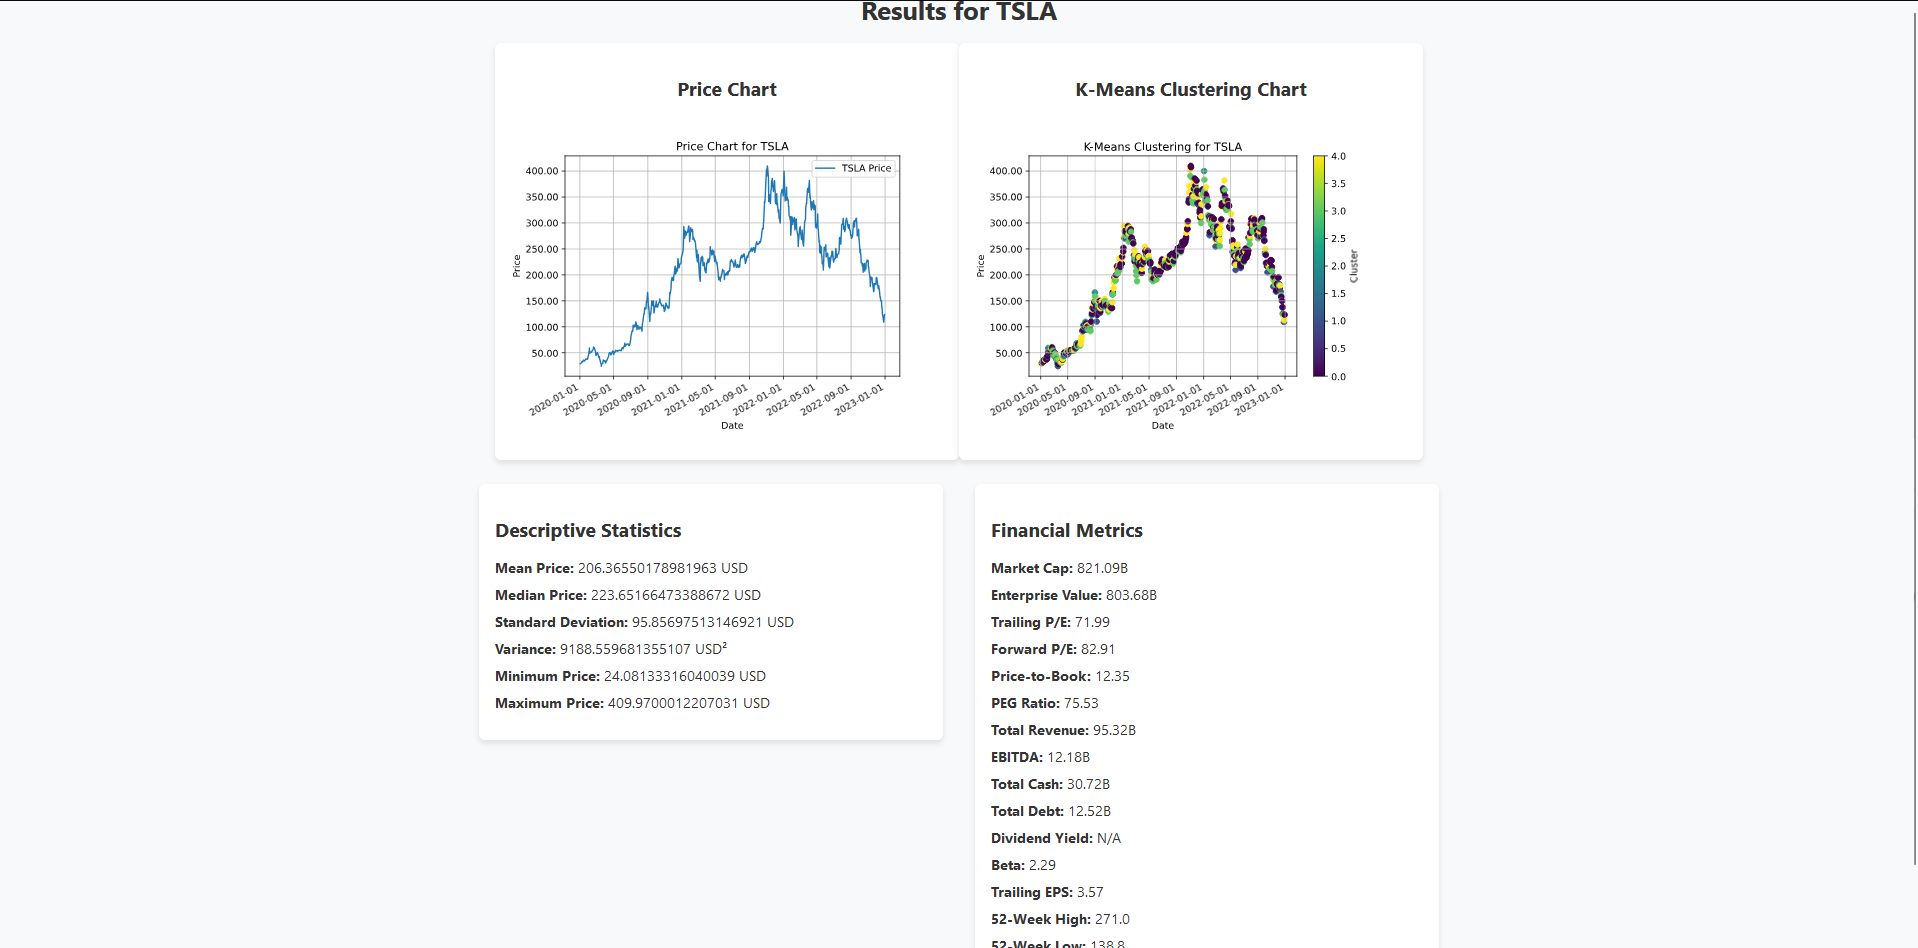 Results for TSLA
Price Chart
Price Chart for TSLA
TSLA Price
400.00
350.00
300.00
250.00
200.00
150.00
100.00
50.00
Price
2020-01-01
2020-05-01
2020-09-01
2021-01-01
2021-05-01
2021-09-01
2022-01-01
2022-05-01
2022-09-01
2023-01-01
Date
K-Means Clustering Chart
K-Means Clustering for TSLA
400.00
350.00
300.00
250.00
200.00
150.00
100.00
50.00
Price
2020-01-01
2020-05-01
2020-09-01
2021-01-01
2021-05-01
2021-09-01
2022-01-01
2022-05-01
2022-09-01
2023-01-01
Date
4.0
3.5
3.0
2.5
2.0
1.5
1.0
0.5
0.0
Cluster
Descriptive Statistics
Mean Price: 206.36550178981963 USD
Median Price: 223.65166473388672 USD
Standard Deviation: 95.85697513146921 USD
Variance: 9188.559681355107 USD²
Minimum Price: 24.08133316040039 USD
Maximum Price: 409.9700012207031 USD
Financial Metrics
Market Cap: 821.09B
Enterprise Value: 803.68B
Trailing P/E: 71.99
Forward P/E: 82.91
Price-to-Book: 12.35
PEG Ratio: 75.53
Total Revenue: 95.32B
EBITDA: 12.18B
Total Cash: 30.72B
Total Debt: 12.52B
Dividend Yield: N/A
Beta: 2.29
Trailing EPS: 3.57
52-Week High: 271.0
52-Week Low: 138.8